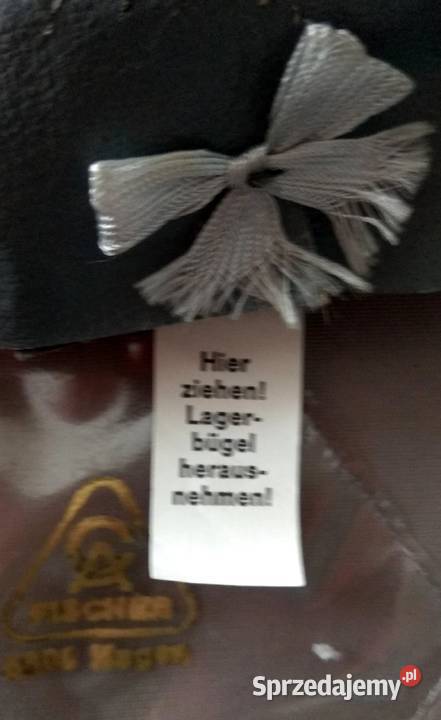 Hier
ziehen!
Lager-
bügel
heraus-
nehmen!
FISCHER
Sprzedajemy.pl